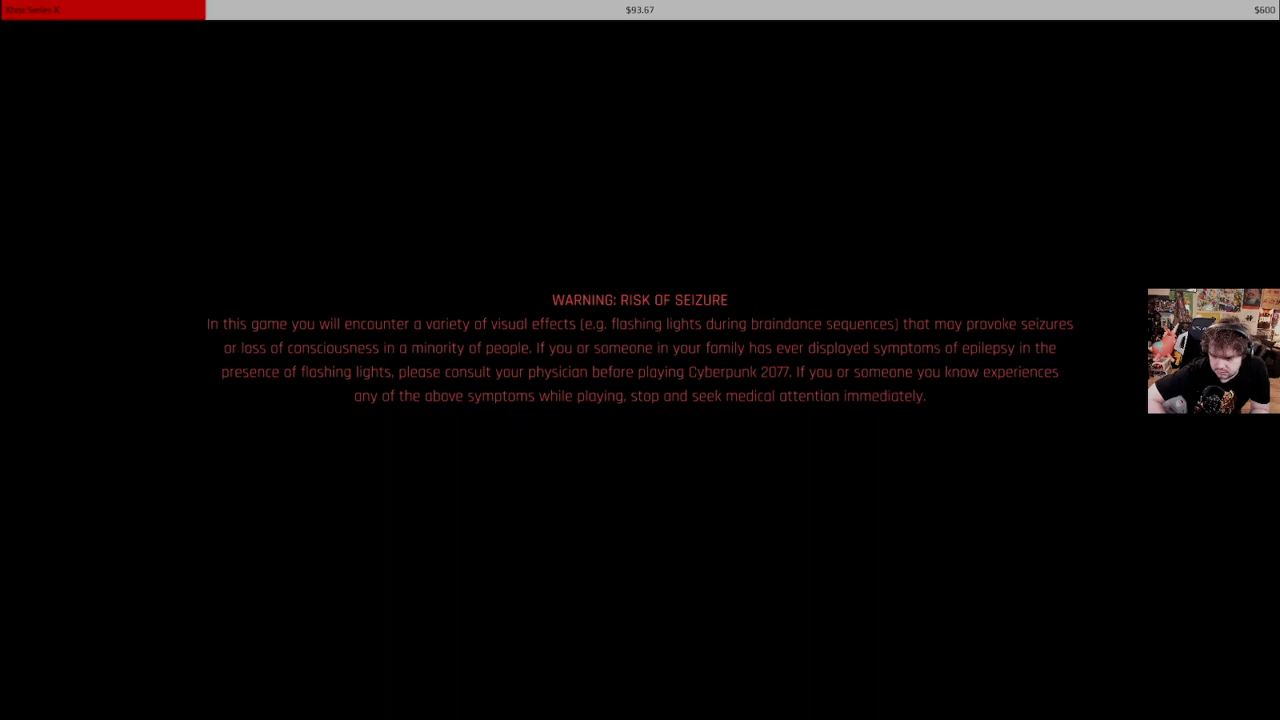 Xbox Series X
$93.67
$600
WARNING: RISK OF SEIZURE
In this game you will encounter a variety of visual effects (e.g. flashing lights during braindance sequences) that may provoke seizures
or loss of consciousness in a minority of people. If you or someone in your family has ever displayed symptoms of epilepsy in the
presence of flashing lights, please consult your physician before playing Cyberpunk 2077. If you or someone you know experiences
any of the above symptoms while playing, stop and seek medical attention immediately.